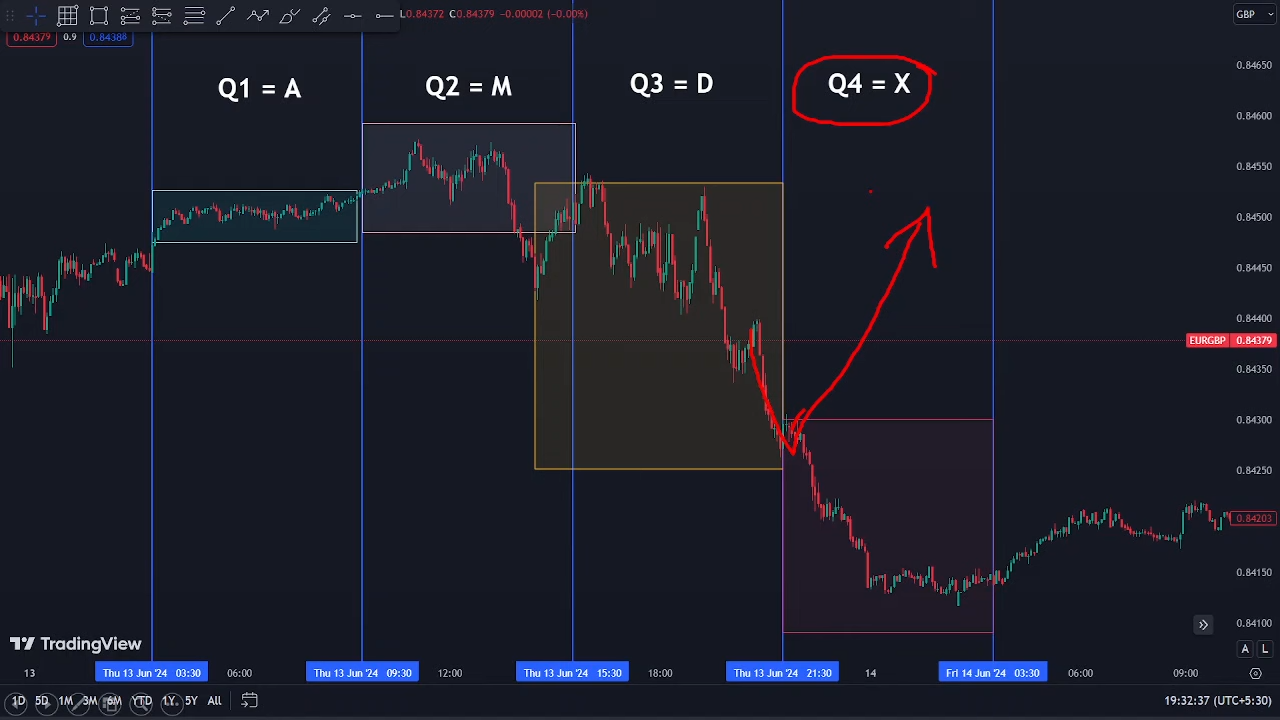 L0.84372 C0.84379 -0.00002 (-0.00%)
GBP
0.84379 0.9 84388
Q1 = A
Q2 = M
Q3 = D
Q4 = X
0.84650
0.84600
0.84550
0.84500
0.84450
0.84400
EURGBP 0.84379
0.84350
0.84300
0.84250
0.84203
0.84150
0.84100
TradingView
A L
13 Thu 13 Jun '24 03:30 06:00 Thu 13 Jun '24 09:30 12:00 Thu 13 Jun '24 15:30 18:00 Thu 13 Jun '24 21:30 14 Fri 14 Jun '24 03:30 06:00 09:00
1D 5D 1M 3M 6M YTD 1Y 5Y All
19:32:37 (UTC+5:30)